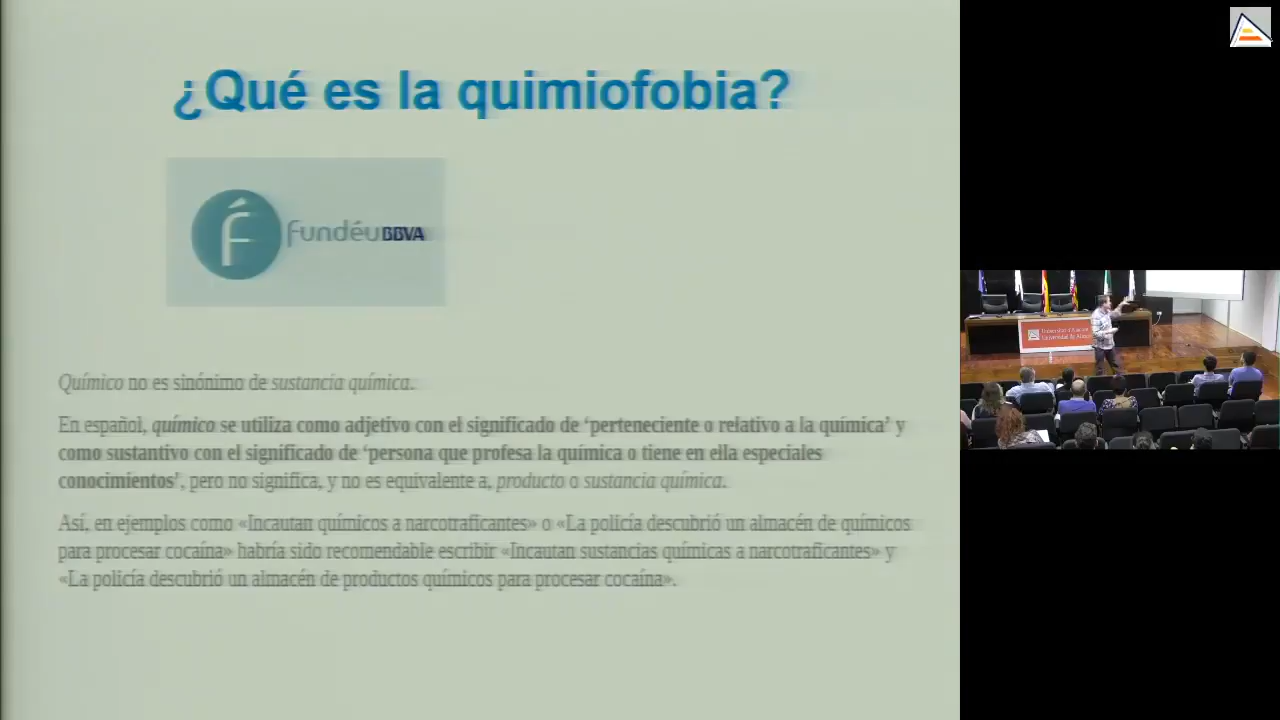 ¿Qué es la quimiofobia?
fundéu BBVA
Químico no es sinónimo de sustancia química.
En español, químico se utiliza como adjetivo con el significado de ‘perteneciente o relativo a la química’ y
como sustantivo con el significado de ‘persona que profesa la química o tiene en ella especiales
conocimientos’, pero no significa, y no es equivalente a, producto o sustancia química.
Así, en ejemplos como «Incautan químicos a narcotraficantes» o «La policía descubrió un almacén de químicos
para procesar cocaína» habría sido recomendable escribir «Incautan sustancias químicas a narcotraficantes» y
«La policía descubrió un almacén de productos químicos para procesar cocaína».